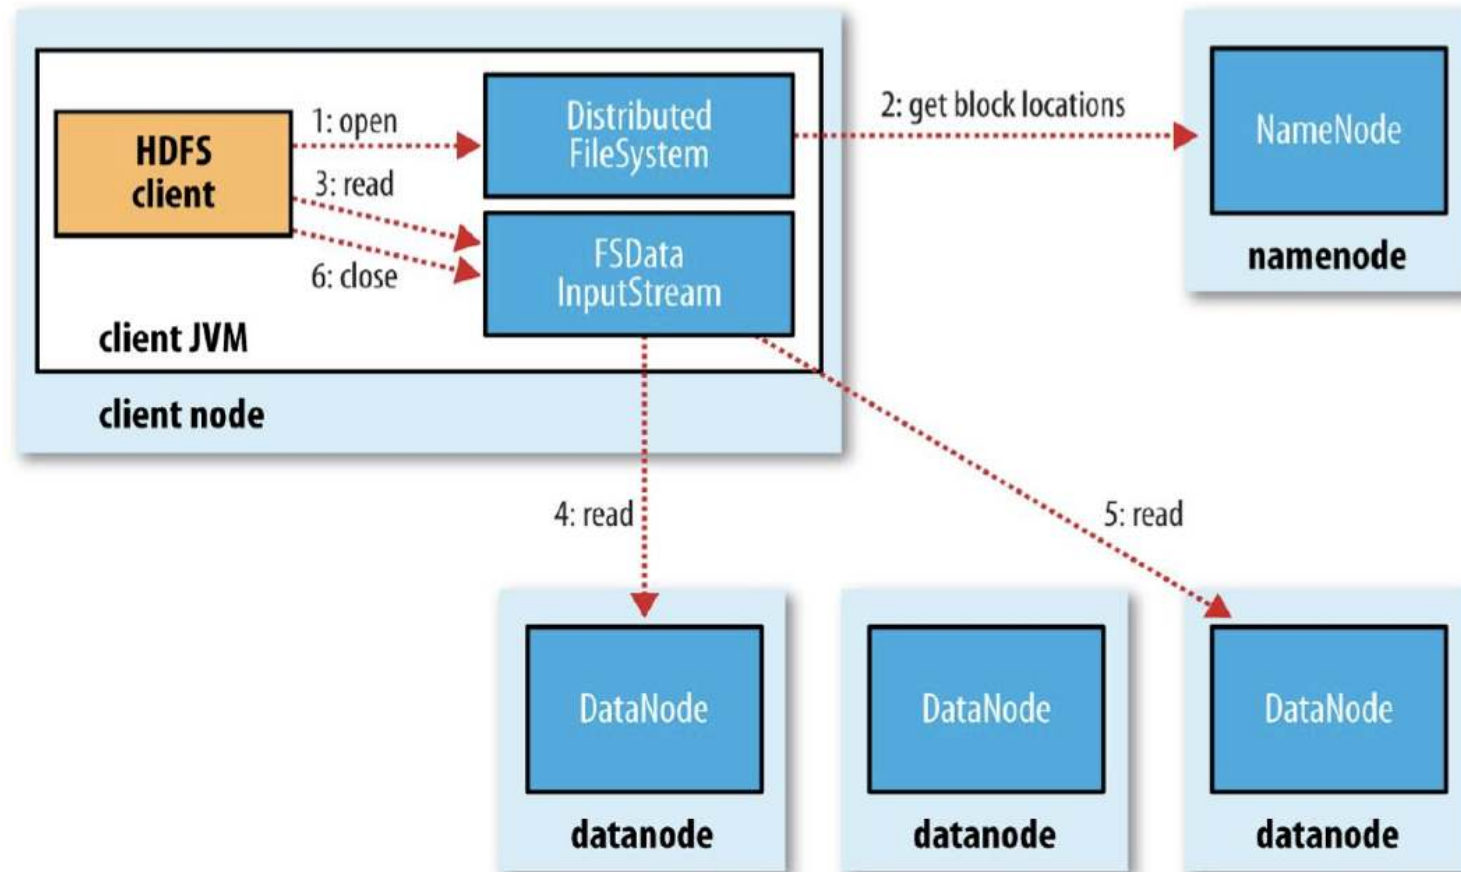 HDFS
client
1: open
3: read
6: close
Distributed
FileSystem
FSData
InputStream
client JVM
client node
2: get block locations
NameNode
namenode
4: read
5: read
DataNode
datanode
DataNode
datanode
DataNode
datanode